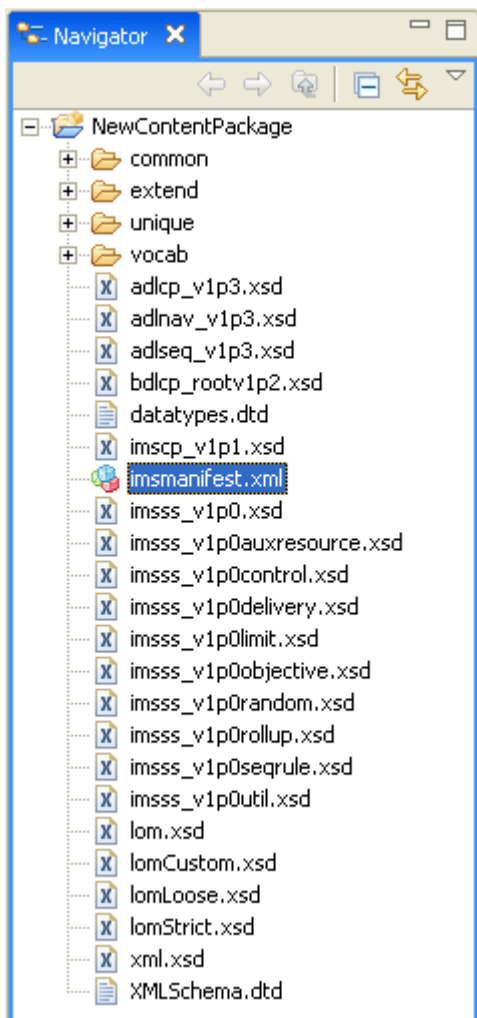 Navigator
NewContentPackage
common
extend
unique
vocab
adlcp_v1p3.xsd
adlnav_v1p3.xsd
adlseq_v1p3.xsd
bdlcp_rootv1p2.xsd
datatypes.dtd
imscp_v1p1.xsd
imsmanifest.xml
imsss_v1p0.xsd
imsss_v1p0auxresource.xsd
imsss_v1p0control.xsd
imsss_v1p0delivery.xsd
imsss_v1p0limit.xsd
imsss_v1p0objective.xsd
imsss_v1p0random.xsd
imsss_v1p0rollup.xsd
imsss_v1p0seqrule.xsd
imsss_v1p0util.xsd
lom.xsd
lomCustom.xsd
lomLoose.xsd
lomStrict.xsd
xml.xsd
XMLSchema.dtd